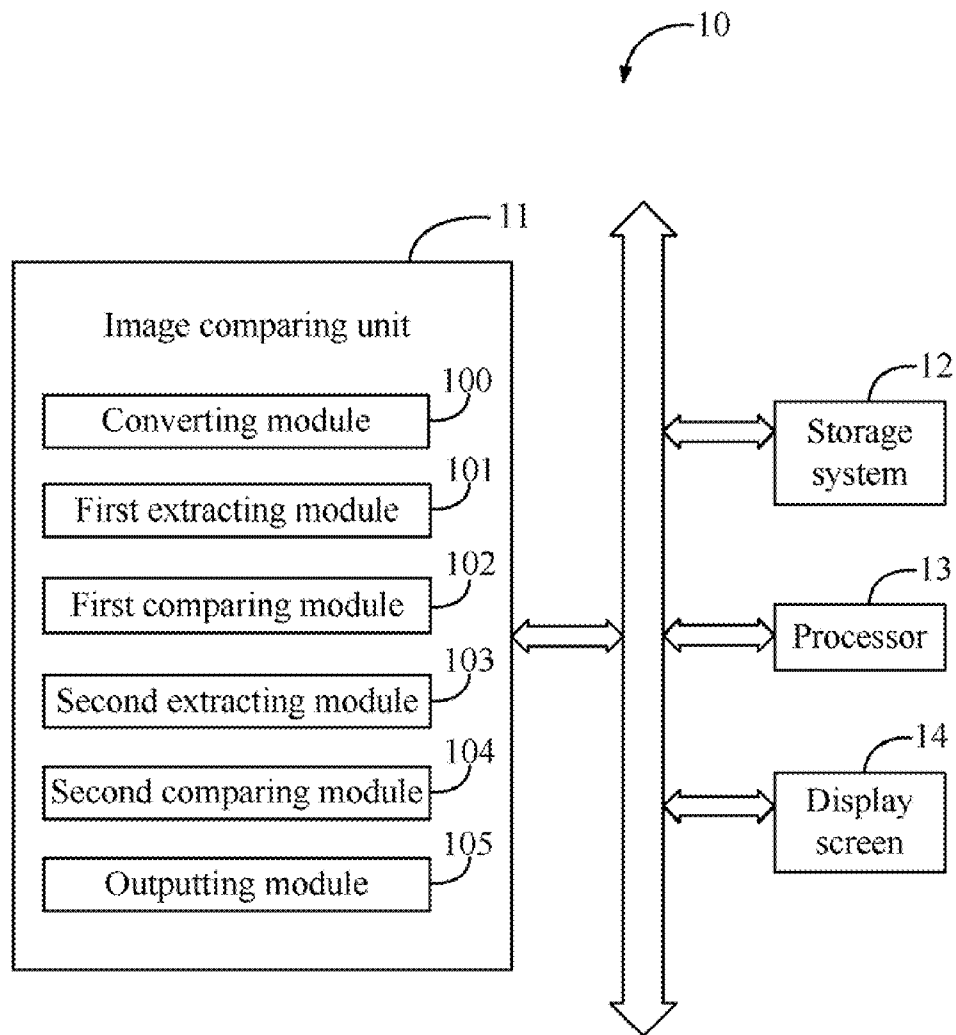 10
11
Image comparing unit
100
Converting module
101
First extracting module
102
First comparing module
103
Second extracting module
104
Second comparing module
105
Outputting module
12
Storage
system
13
Processor
14
Display
screen